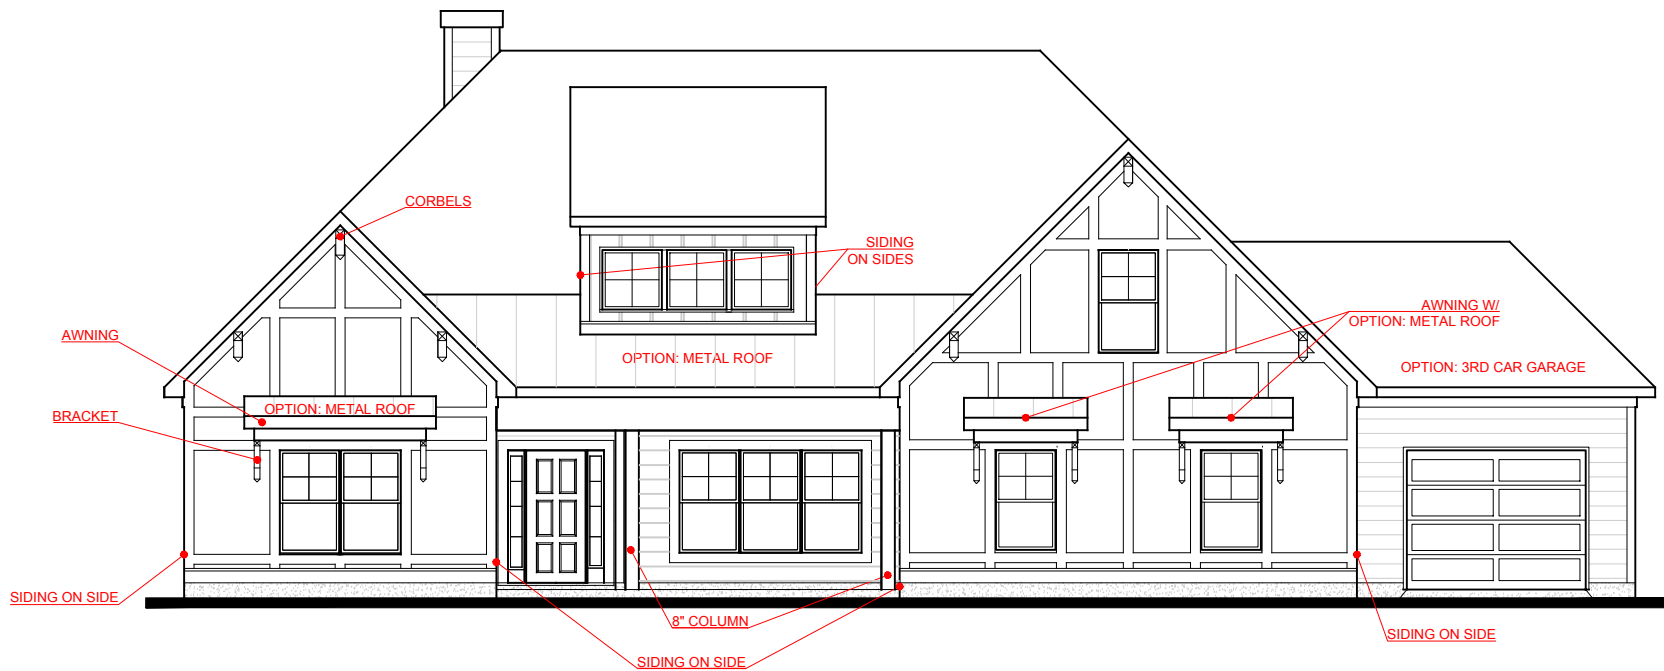 CORBELS
SIDING
ON SIDES
AWNING
AWNING W/
OPTION: METAL ROOF
OPTION: METAL ROOF
OPTION: 3RD CAR GARAGE
BRACKET
OPTION: METAL ROOF
SIDING ON SIDE
8" COLUMN
SIDING ON SIDE
SIDING ON SIDE